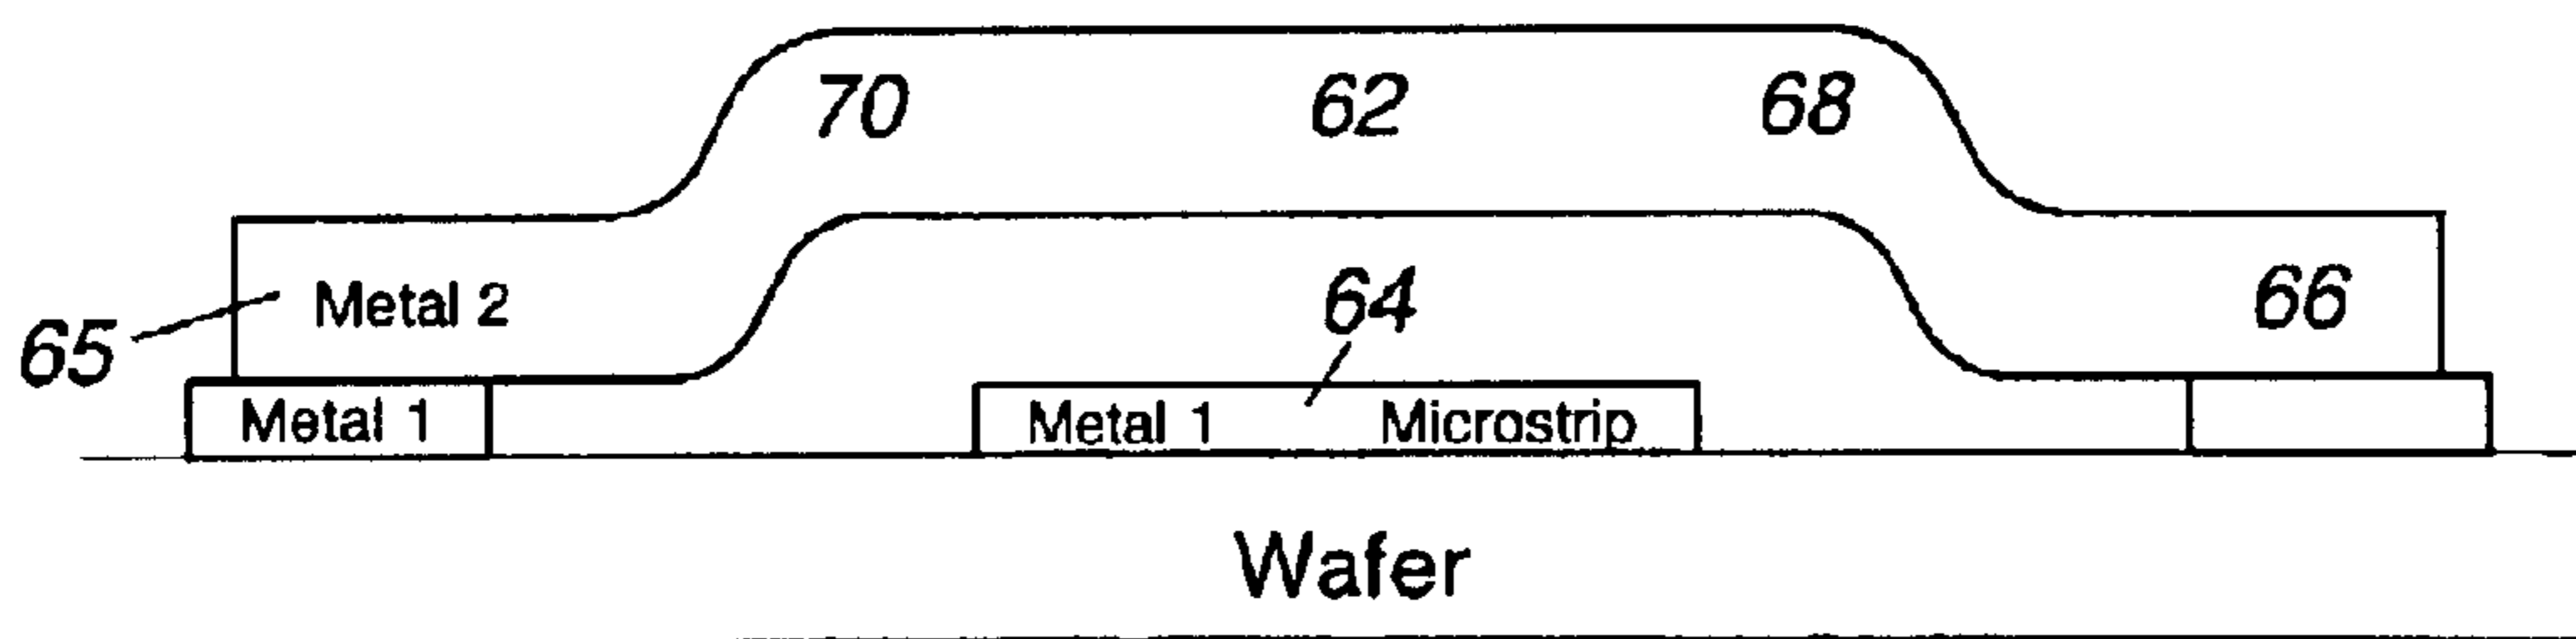 70 62 68
Metal 2 64 66
65
Metal 1 Metal 1 Microstrip
Wafer